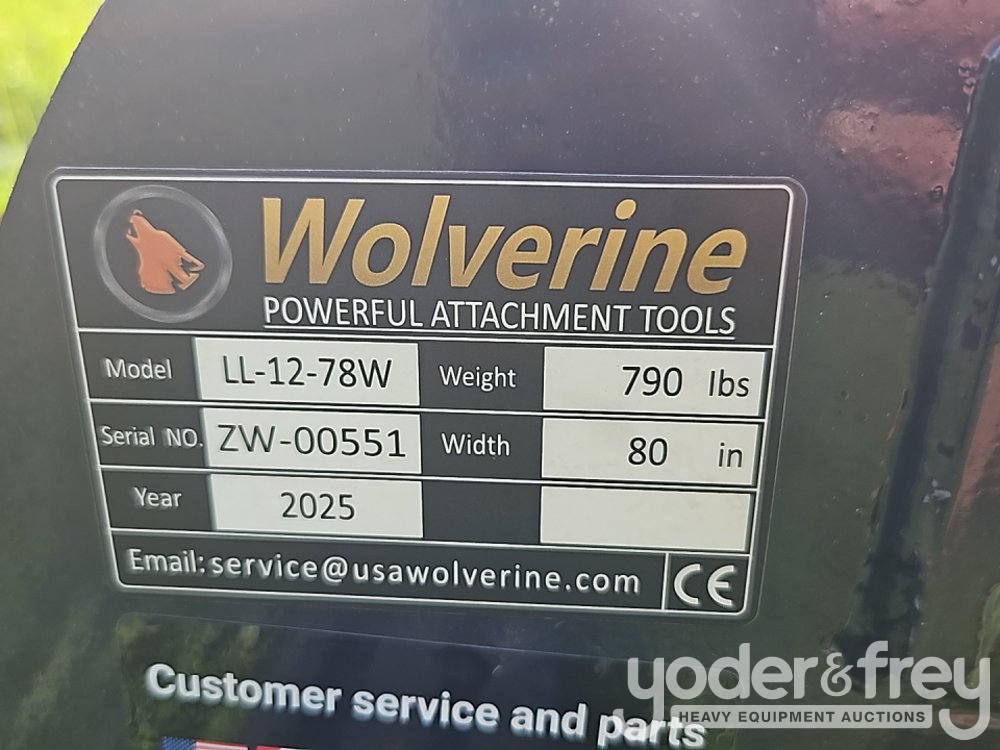 Wolverine
POWERFUL ATTACHMENT TOOLS
Model LL-12-78W Weight 790 lbs
Serial NO. ZW-00551 Width 80 in
Year 2025
Email: service@usawolverine.com CE
Customer service and parts
yoder&frey
HEAVY EQUIPMENT AUCTIONS